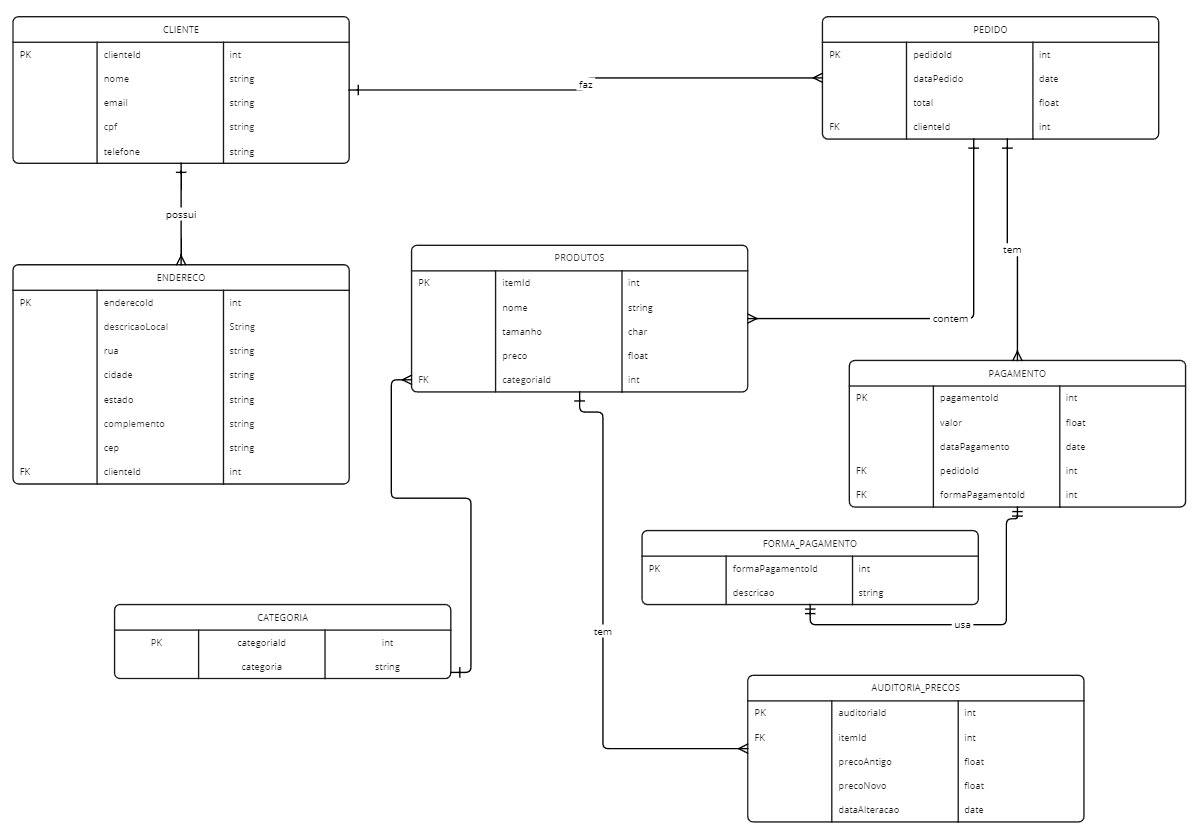 CLIENTE
PK clienteId int
nome string
email string
cpf string
telefone string
faz
PEDIDO
PK pedidoId int
dataPedido date
total float
FK clienteId int
possui
ENDERECO
PK enderecoId int
descricaoLocal String
rua string
cidade string
estado string
complemento string
cep string
FK clienteId int
PRODUTOS
PK itemId int
nome string
tamanho char
preco float
FK categoriaId int
contem
tem
PAGAMENTO
PK pagamentoId int
valor float
dataPagamento date
FK pedidoId int
FK formaPagamentoId int
FORMA_PAGAMENTO
PK formaPagamentoId int
descricao string
usa
CATEGORIA
PK categoriaId int
categoria string
tem
AUDITORIA_PRECOS
PK auditoriaId int
FK itemId int
precoAntigo float
precoNovo float
dataAlteracao date